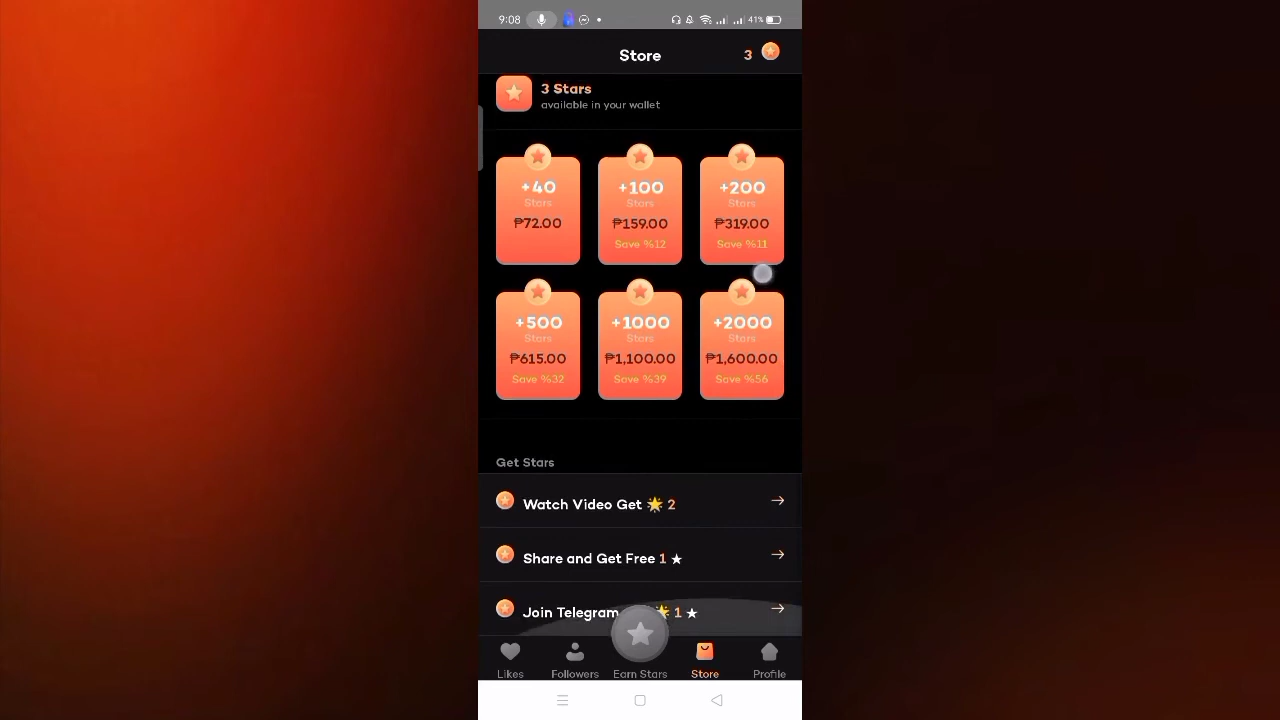 9:08
41%
Store
3
3 Stars
available in your wallet
+40
Stars
₱72.00
+100
Stars
₱159.00
Save %12
+200
Stars
₱319.00
Save %11
+500
Stars
₱615.00
Save %32
+1000
Stars
₱1,100.00
Save %39
+2000
Stars
₱1,600.00
Save %56
Get Stars
Watch Video Get 🌟 2
Share and Get Free 1 ★
Join Telegram 🌟 1 ★
Likes
Followers
Earn Stars
Store
Profile